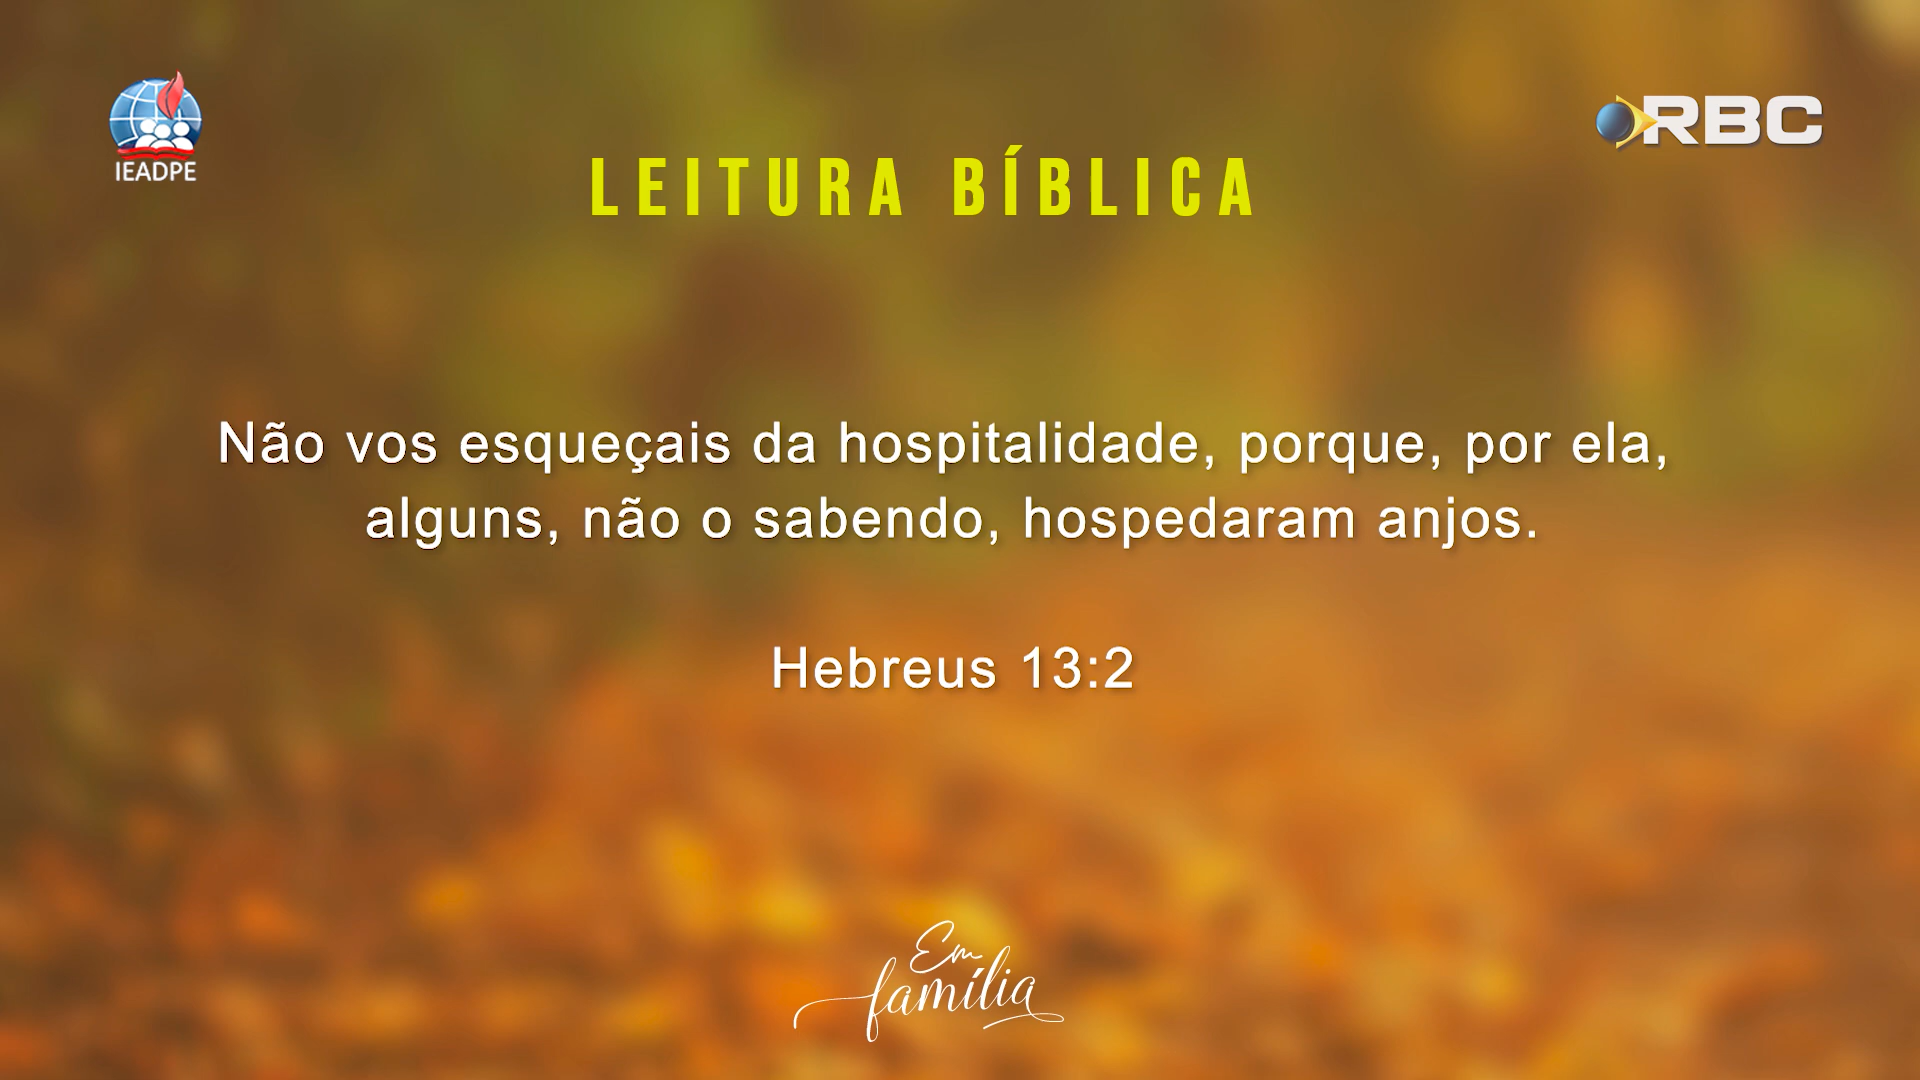 IEADPE
RBC
LEITURA BÍBLICA
Não vos esqueçais da hospitalidade, porque, por ela,
alguns, não o sabendo, hospedaram anjos.
Hebreus 13:2
Em
família